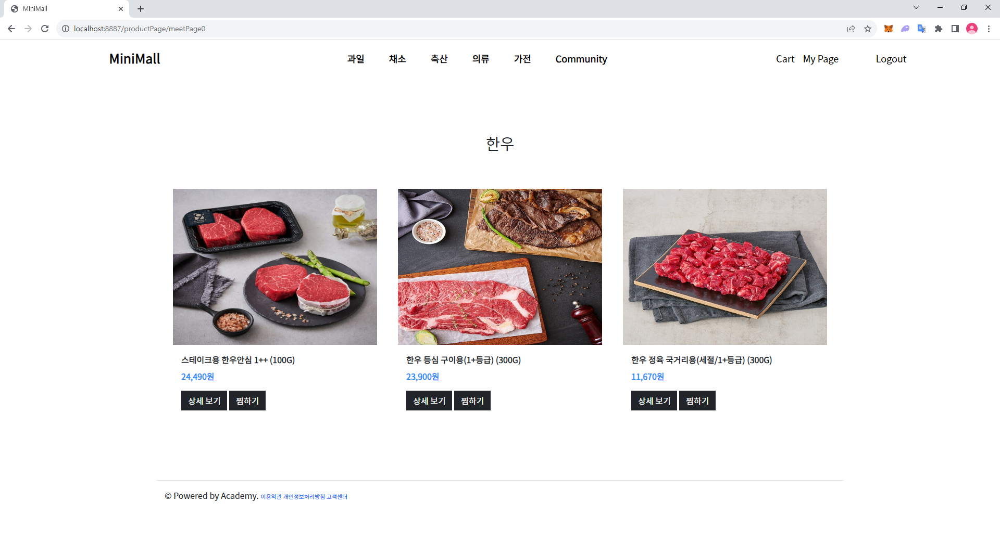 MiniMall
localhost:8887/productPage/meetPage0
MiniMall 과일 채소 축산 의류 가전 Community Cart My Page Logout
한우
스테이크용 한우안심 1++ (100G)
24,490원
상세 보기 찜하기
한우 등심 구이용(1+등급) (300G)
23,900원
상세 보기 찜하기
한우 정육 국거리용(세절/1+등급) (300G)
11,670원
상세 보기 찜하기
© Powered by Academy. 이용약관 개인정보처리방침 고객센터